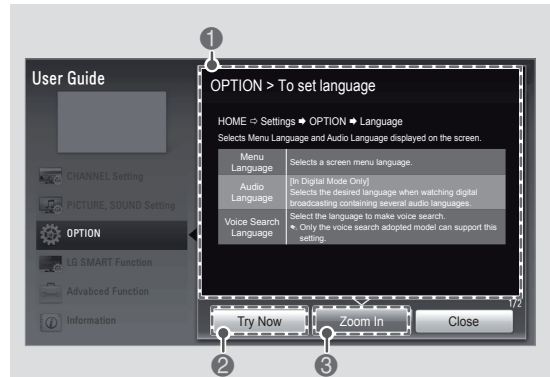 1
User Guide
OPTION > To set language
HOME ⇨ Settings ➡ OPTION ➡ Language
Selects Menu Language and Audio Language displayed on the screen.
Menu
Language
Selects a screen menu language.
Audio
Language
[In Digital Mode Only]
Selects the desired language when watching digital
broadcasting containing several audio languages.
Voice Search
Language
Select the language to make voice search.
Only the voice search adopted model can support this
setting.
CHANNEL Setting
PICTURE, SOUND Setting
OPTION
LG SMART Function
Advabced Function
Information
1/2
Try Now
Zoom In
Close
2
3